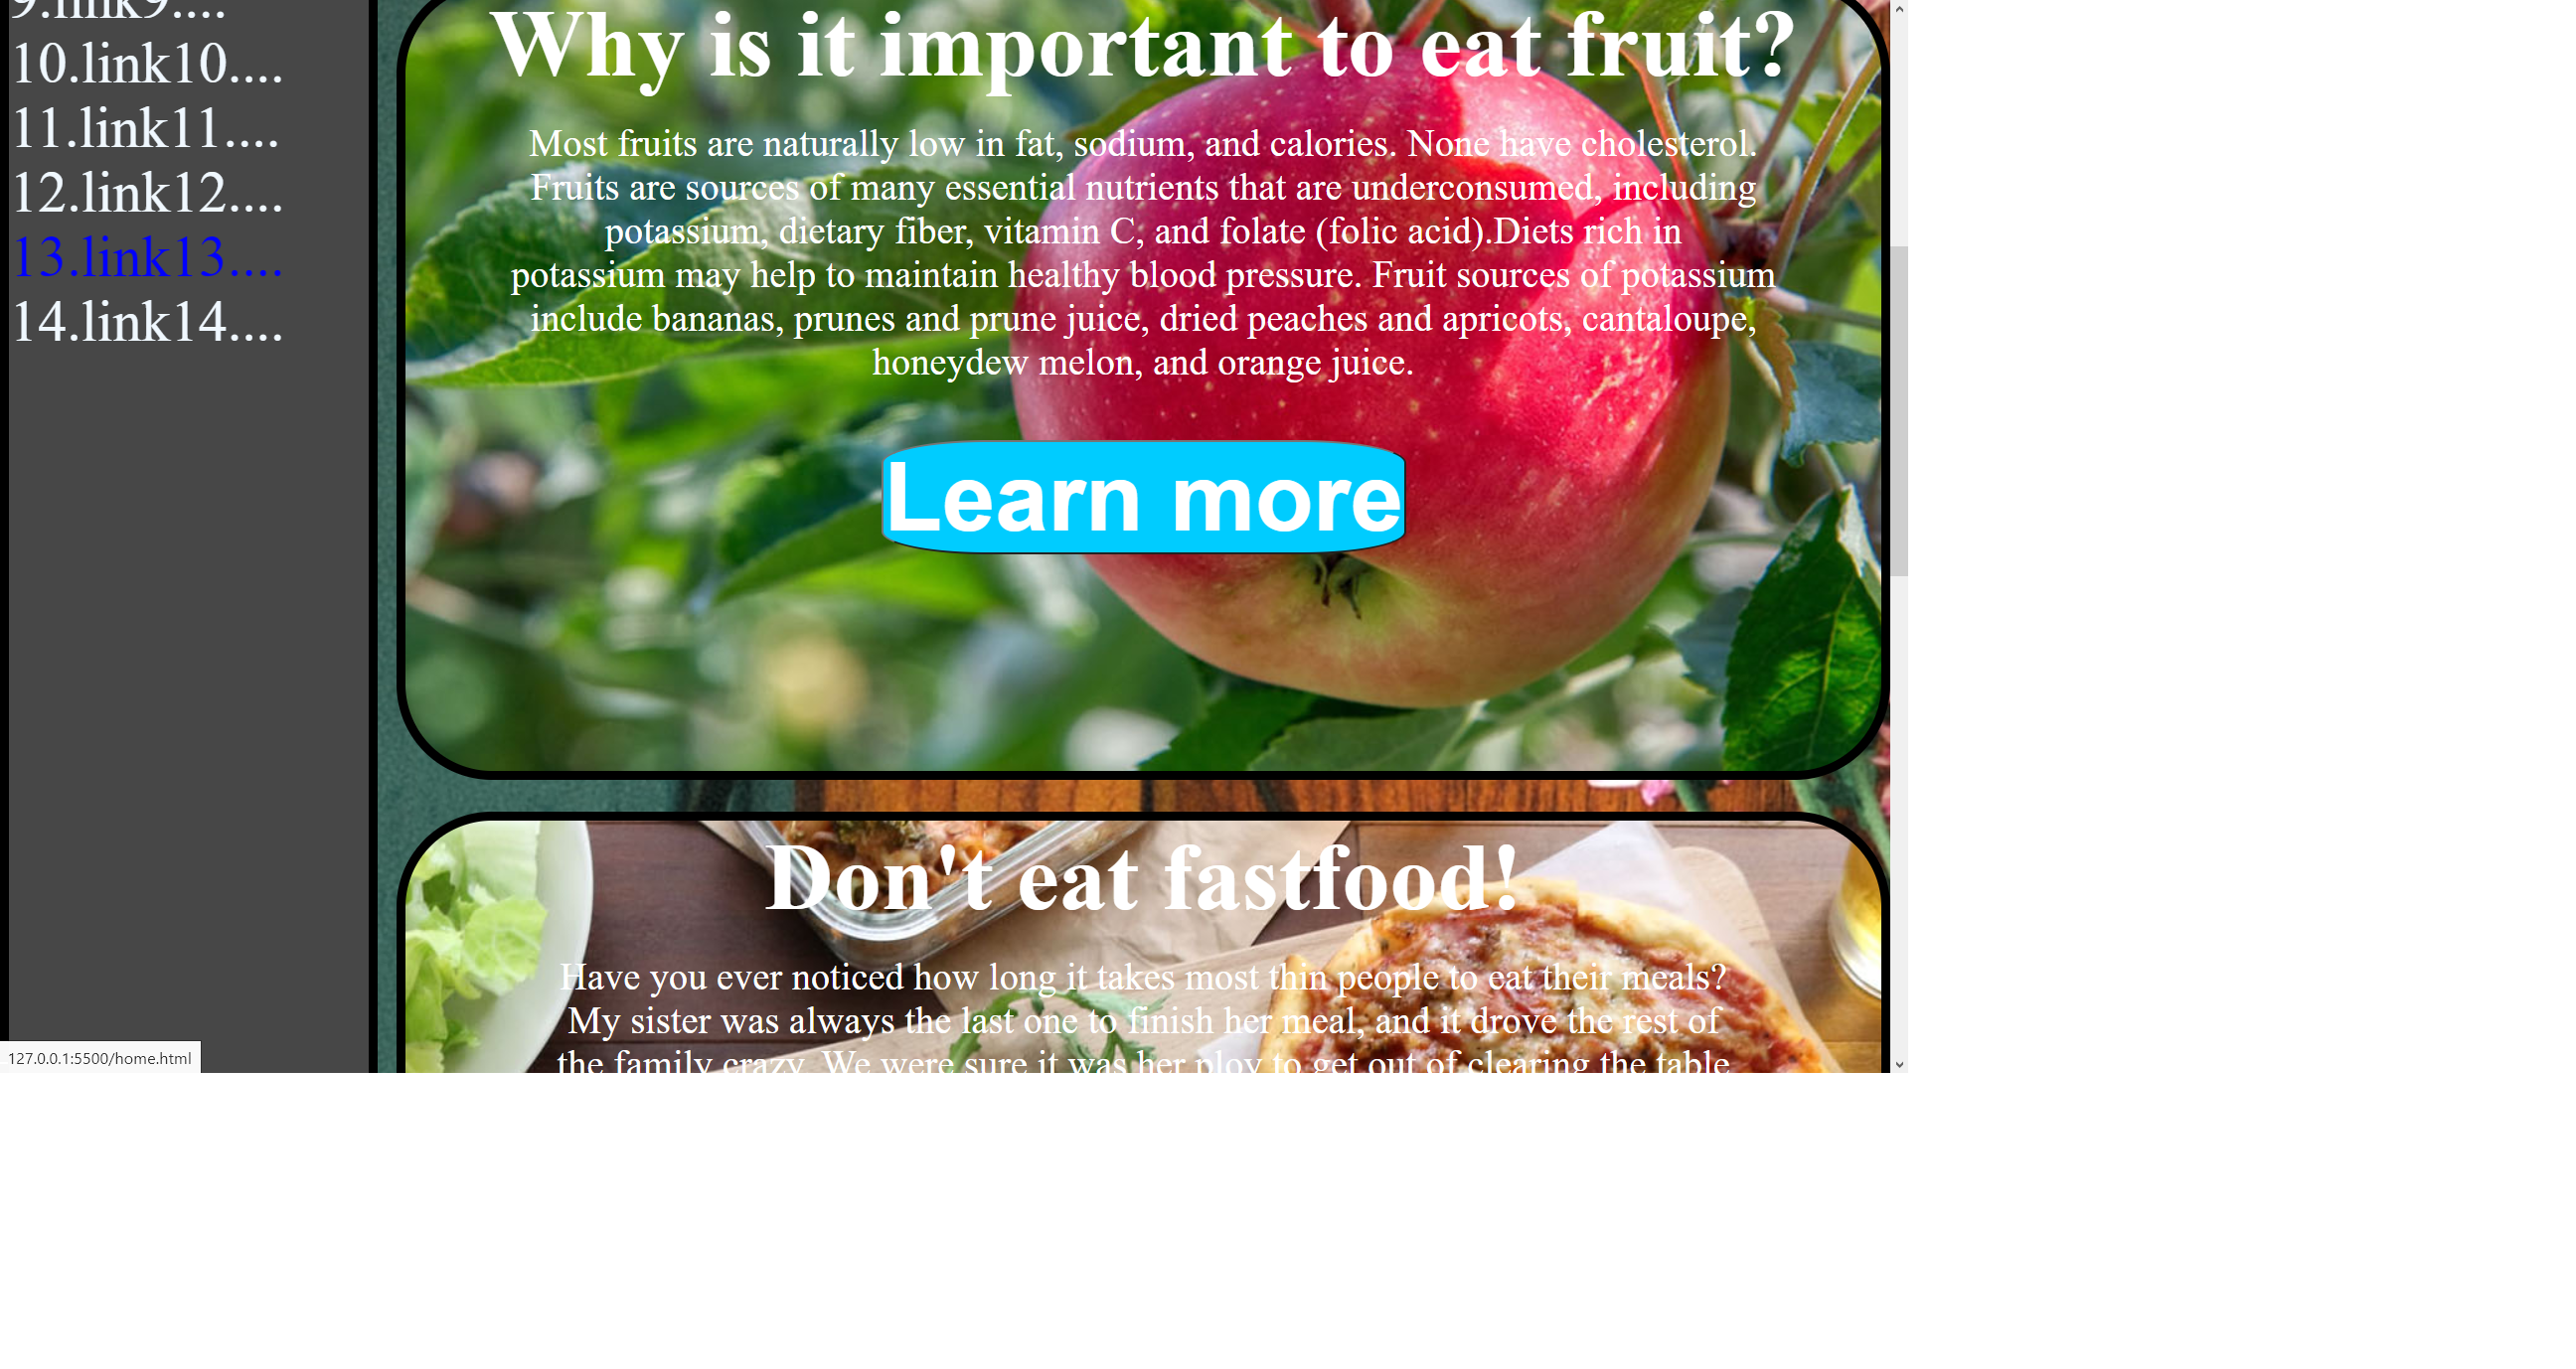 9.link9....
10.link10....
11.link11....
12.link12....
13.link13....
14.link14....
Why is it important to eat fruit?
Most fruits are naturally low in fat, sodium, and calories. None have cholesterol.
Fruits are sources of many essential nutrients that are underconsumed, including
potassium, dietary fiber, vitamin C, and folate (folic acid).Diets rich in
potassium may help to maintain healthy blood pressure. Fruit sources of potassium
include bananas, prunes and prune juice, dried peaches and apricots, cantaloupe,
honeydew melon, and orange juice.
Learn more
Don't eat fastfood!
Have you ever noticed how long it takes most thin people to eat their meals?
My sister was always the last one to finish her meal, and it drove the rest of
the family crazy. We were sure it was her ploy to get out of clearing the table
127.0.0.1:5500/home.html